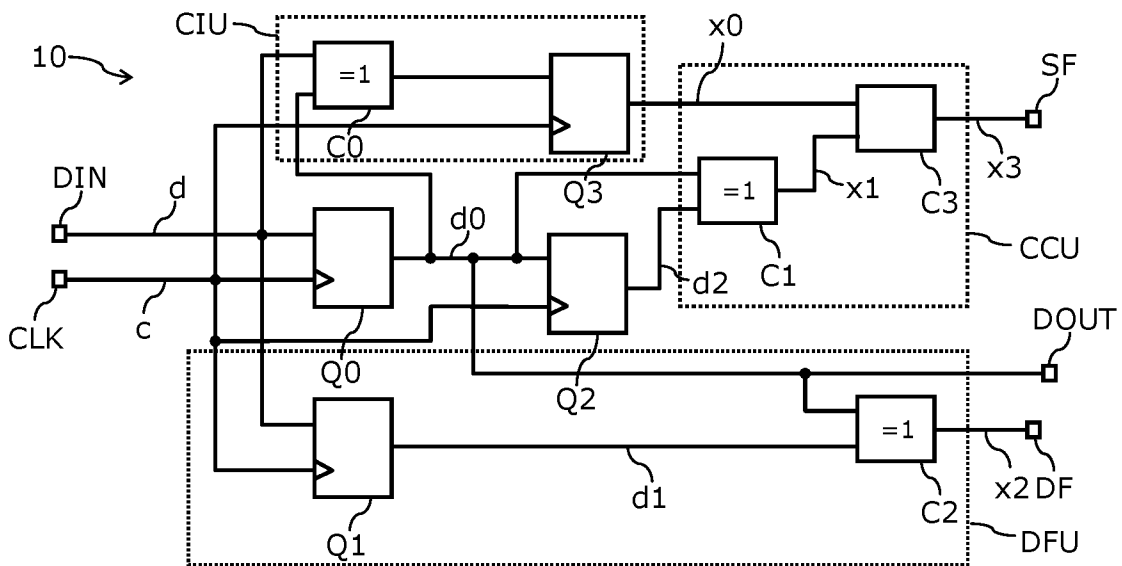 CIU
x0
10
=1
SF
C0
Q3
x3
DIN
=1
x1
C3
d
d0
CCU
d2
C1
CLK
c
DOUT
Q0
Q2
=1
d1
x2
DF
C2
Q1
DFU